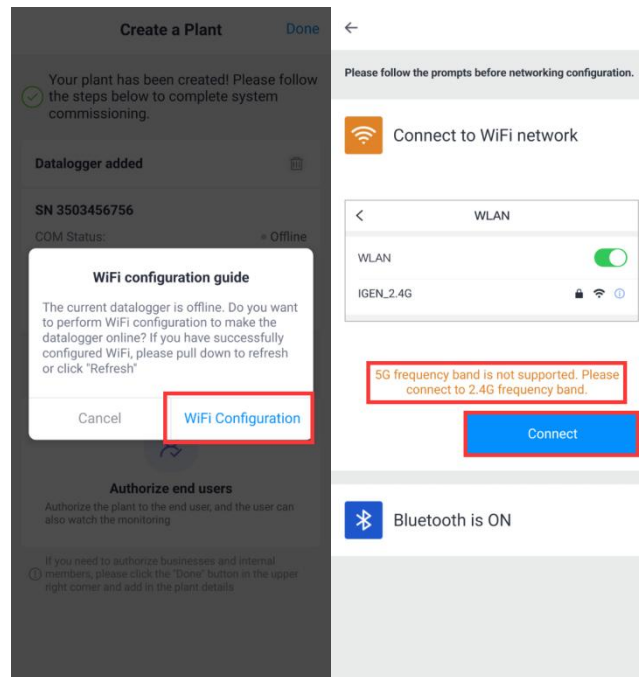 Create a Plant
Done
Your plant has been created! Please follow
the steps below to complete system
commissioning.
Datalogger added
SN 3503456756
COM Status:
Offline
WiFi configuration guide
The current datalogger is offline. Do you want
to perform WiFi configuration to make the
datalogger online? If you have successfully
configured WiFi, please pull down to refresh
or click "Refresh"
Cancel
WiFi Configuration
Authorize end users
Authorize the plant to the end user, and the user can
also watch the monitoring
If you need to authorize businesses and internal
members, please click the "Done" button in the upper
right corner and add in the plant details
Please follow the prompts before networking configuration.
Connect to WiFi network
WLAN
WLAN
IGEN_2.4G
5G frequency band is not supported. Please
connect to 2.4G frequency band.
Connect
Bluetooth is ON